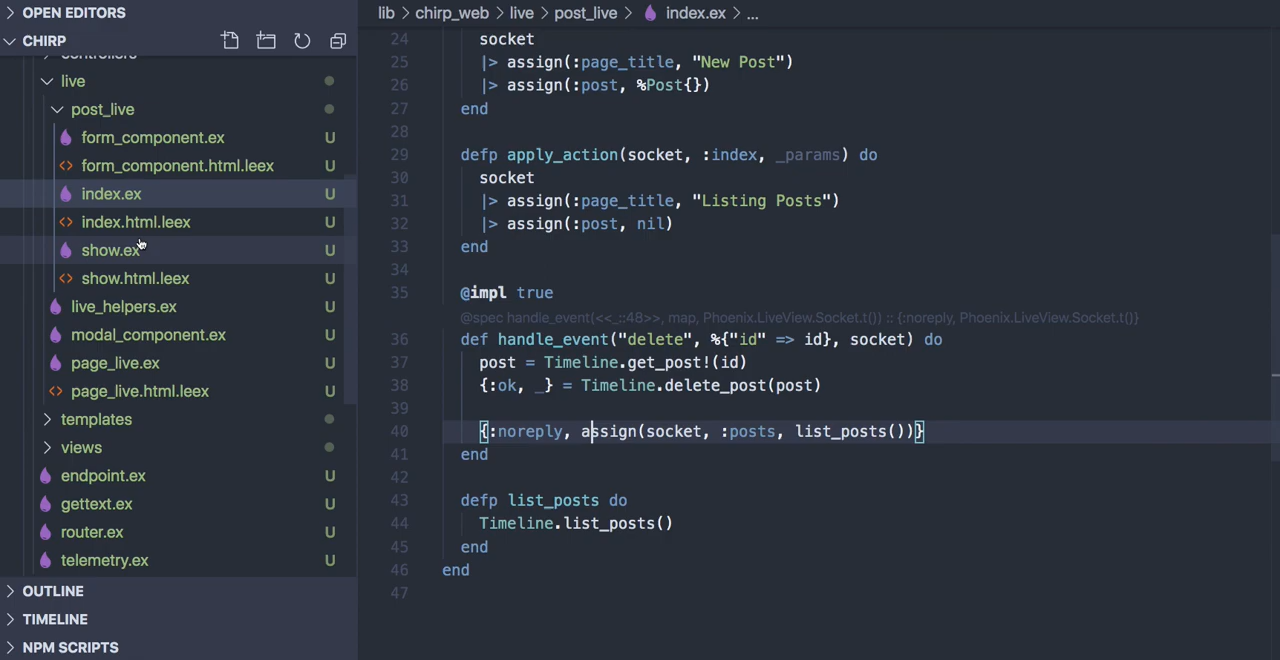 OPEN EDITORS
CHIRP
controllers
live
post_live
form_component.ex U
form_component.html.leex U
index.ex U
index.html.leex U
show.ex U
show.html.leex U
live_helpers.ex U
modal_component.ex U
page_live.ex U
page_live.html.leex U
templates
views
endpoint.ex U
gettext.ex U
router.ex U
telemetry.ex U
OUTLINE
TIMELINE
NPM SCRIPTS
lib > chirp_web > live > post_live > index.ex > ...
24 socket
25 |> assign(:page_title, "New Post")
26 |> assign(:post, %Post{})
27 end
28
29 defp apply_action(socket, :index, _params) do
30 socket
31 |> assign(:page_title, "Listing Posts")
32 |> assign(:post, nil)
33 end
34
35 @impl true
@spec handle_event(<<_::48>>, map, Phoenix.LiveView.Socket.t()) :: {:noreply, Phoenix.LiveView.Socket.t()}
36 def handle_event("delete", %{"id" => id}, socket) do
37 post = Timeline.get_post!(id)
38 {:ok, _} = Timeline.delete_post(post)
39
40 {:noreply, assign(socket, :posts, list_posts())}
41 end
42
43 defp list_posts do
44 Timeline.list_posts()
45 end
46 end
47